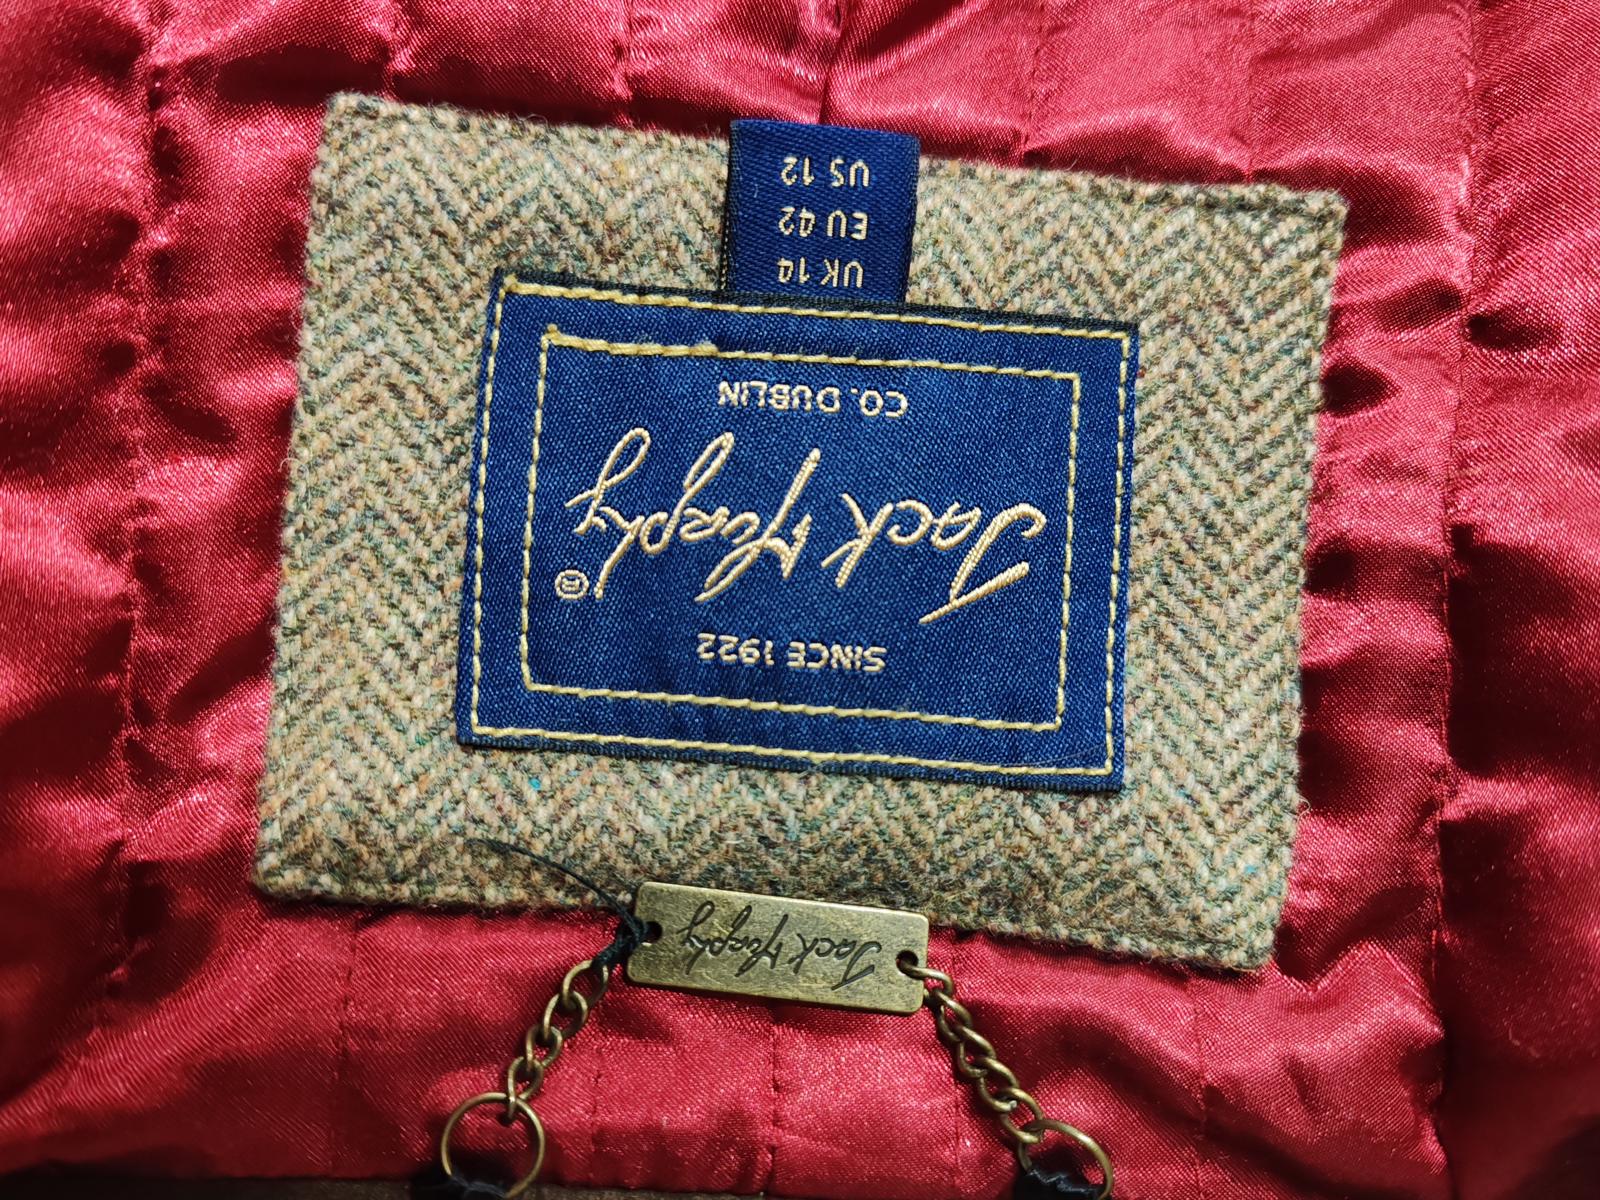 Jack Murphy
SINCE 1922
Jack Murphy®
CO. DUBLIN
UK 14
EU 42
US 12